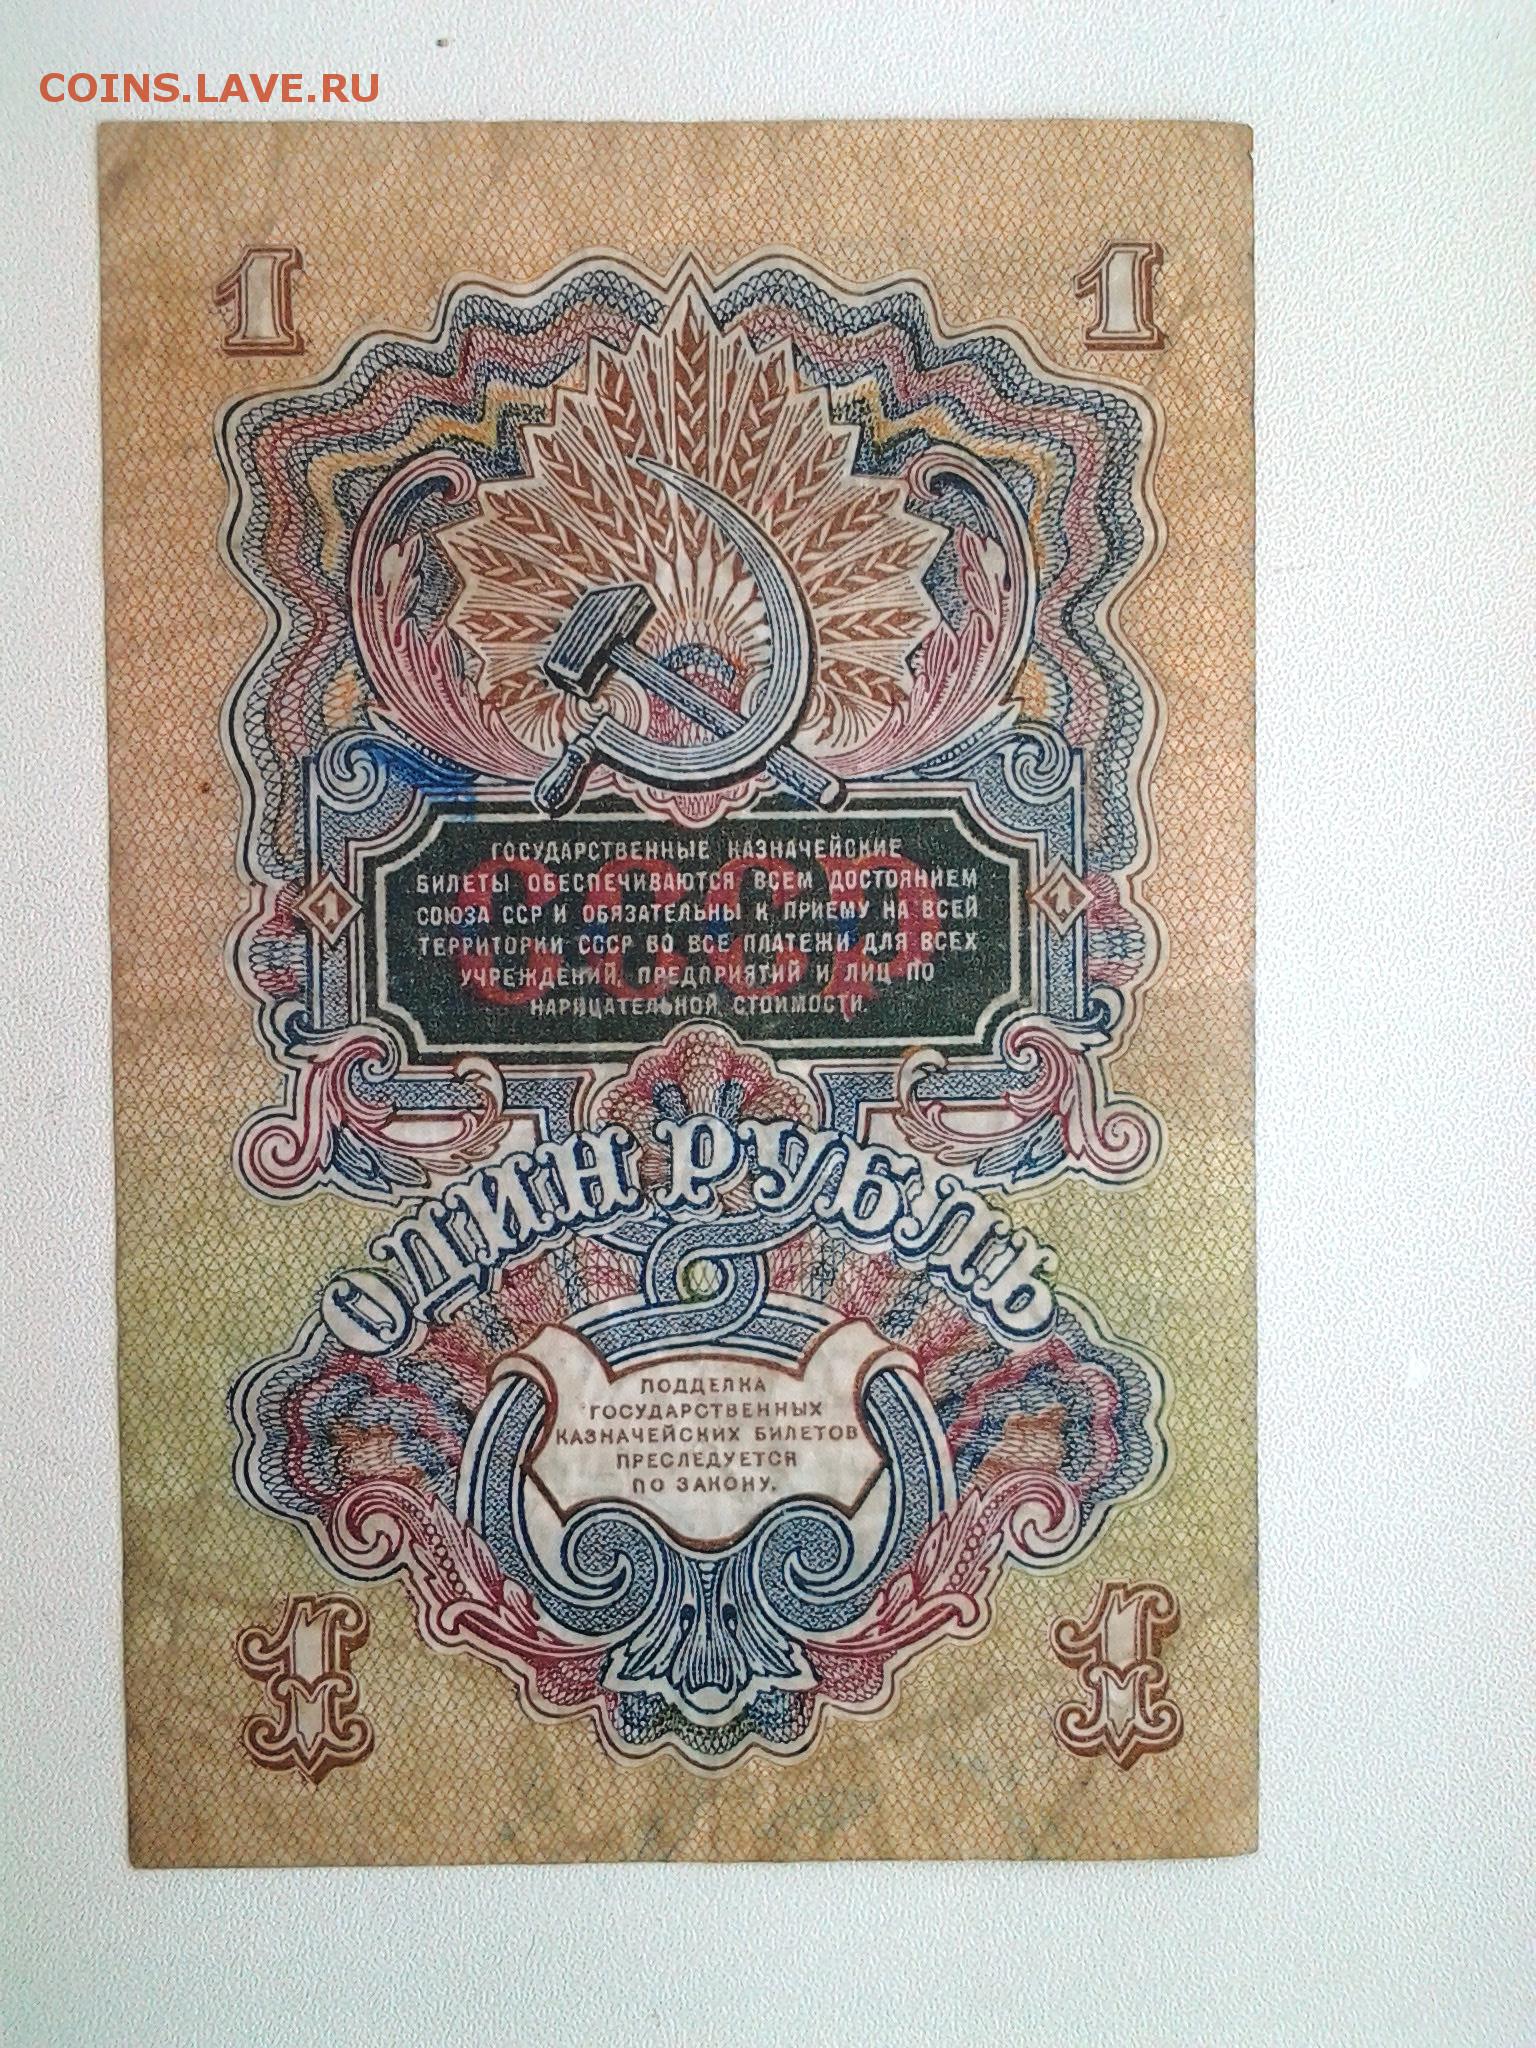 COINS.LAVE.RU
1 1
ГОСУДАРСТВЕННЫЕ КАЗНАЧЕЙСКИЕ
БИЛЕТЫ ОБЕСПЕЧИВАЮТСЯ ВСЕМ ДОСТОЯНИЕМ
СОЮЗА ССР И ОБЯЗАТЕЛЬНЫ К ПРИЕМУ НА ВСЕЙ
ТЕРРИТОРИИ СССР ВО ВСЕ ПЛАТЕЖИ ДЛЯ ВСЕХ
УЧРЕЖДЕНИЙ, ПРЕДПРИЯТИЙ И ЛИЦ ПО
НАРИЦАТЕЛЬНОЙ СТОИМОСТИ.
СССР
1 1
ОДИН РУБЛЬ
ПОДДЕЛКА
ГОСУДАРСТВЕННЫХ
КАЗНАЧЕЙСКИХ БИЛЕТОВ
ПРЕСЛЕДУЕТСЯ
ПО ЗАКОНУ.
1 1